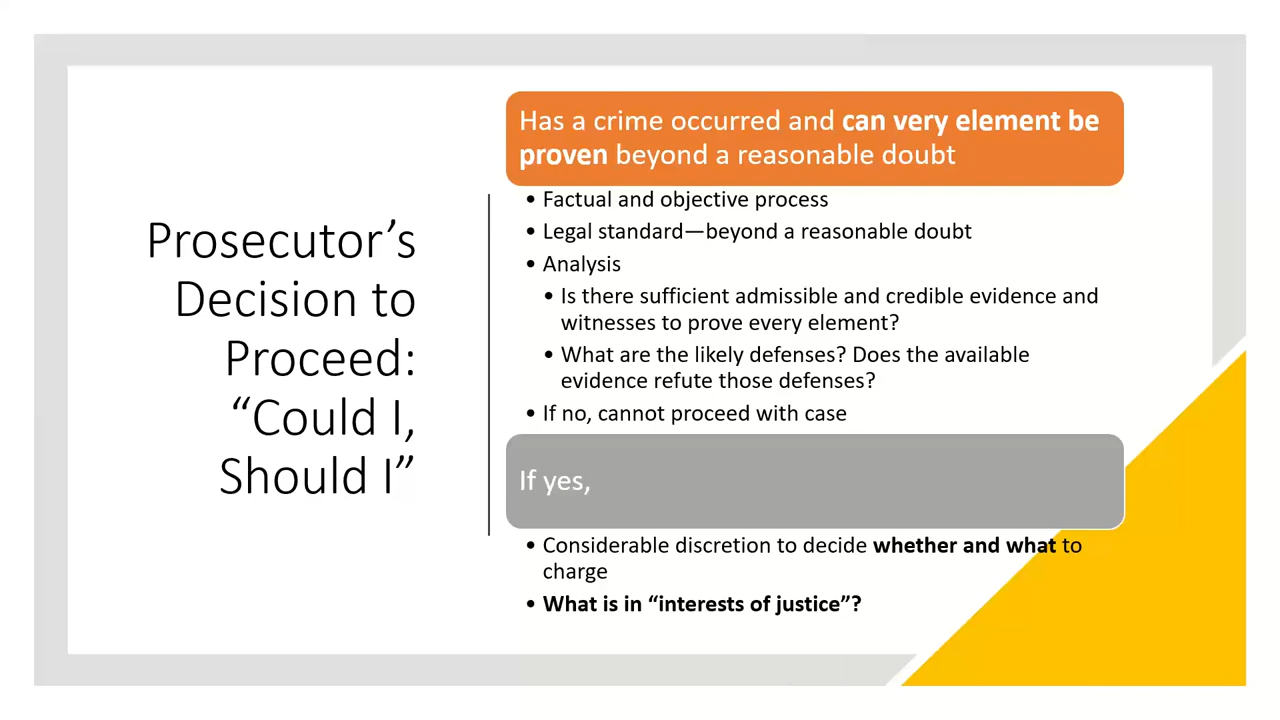 Prosecutor’s
Decision to
Proceed:
“Could I,
Should I”
Has a crime occurred and can very element be
proven beyond a reasonable doubt
• Factual and objective process
• Legal standard—beyond a reasonable doubt
• Analysis
• Is there sufficient admissible and credible evidence and
witnesses to prove every element?
• What are the likely defenses? Does the available
evidence refute those defenses?
• If no, cannot proceed with case
If yes,
• Considerable discretion to decide whether and what to
charge
• What is in “interests of justice”?